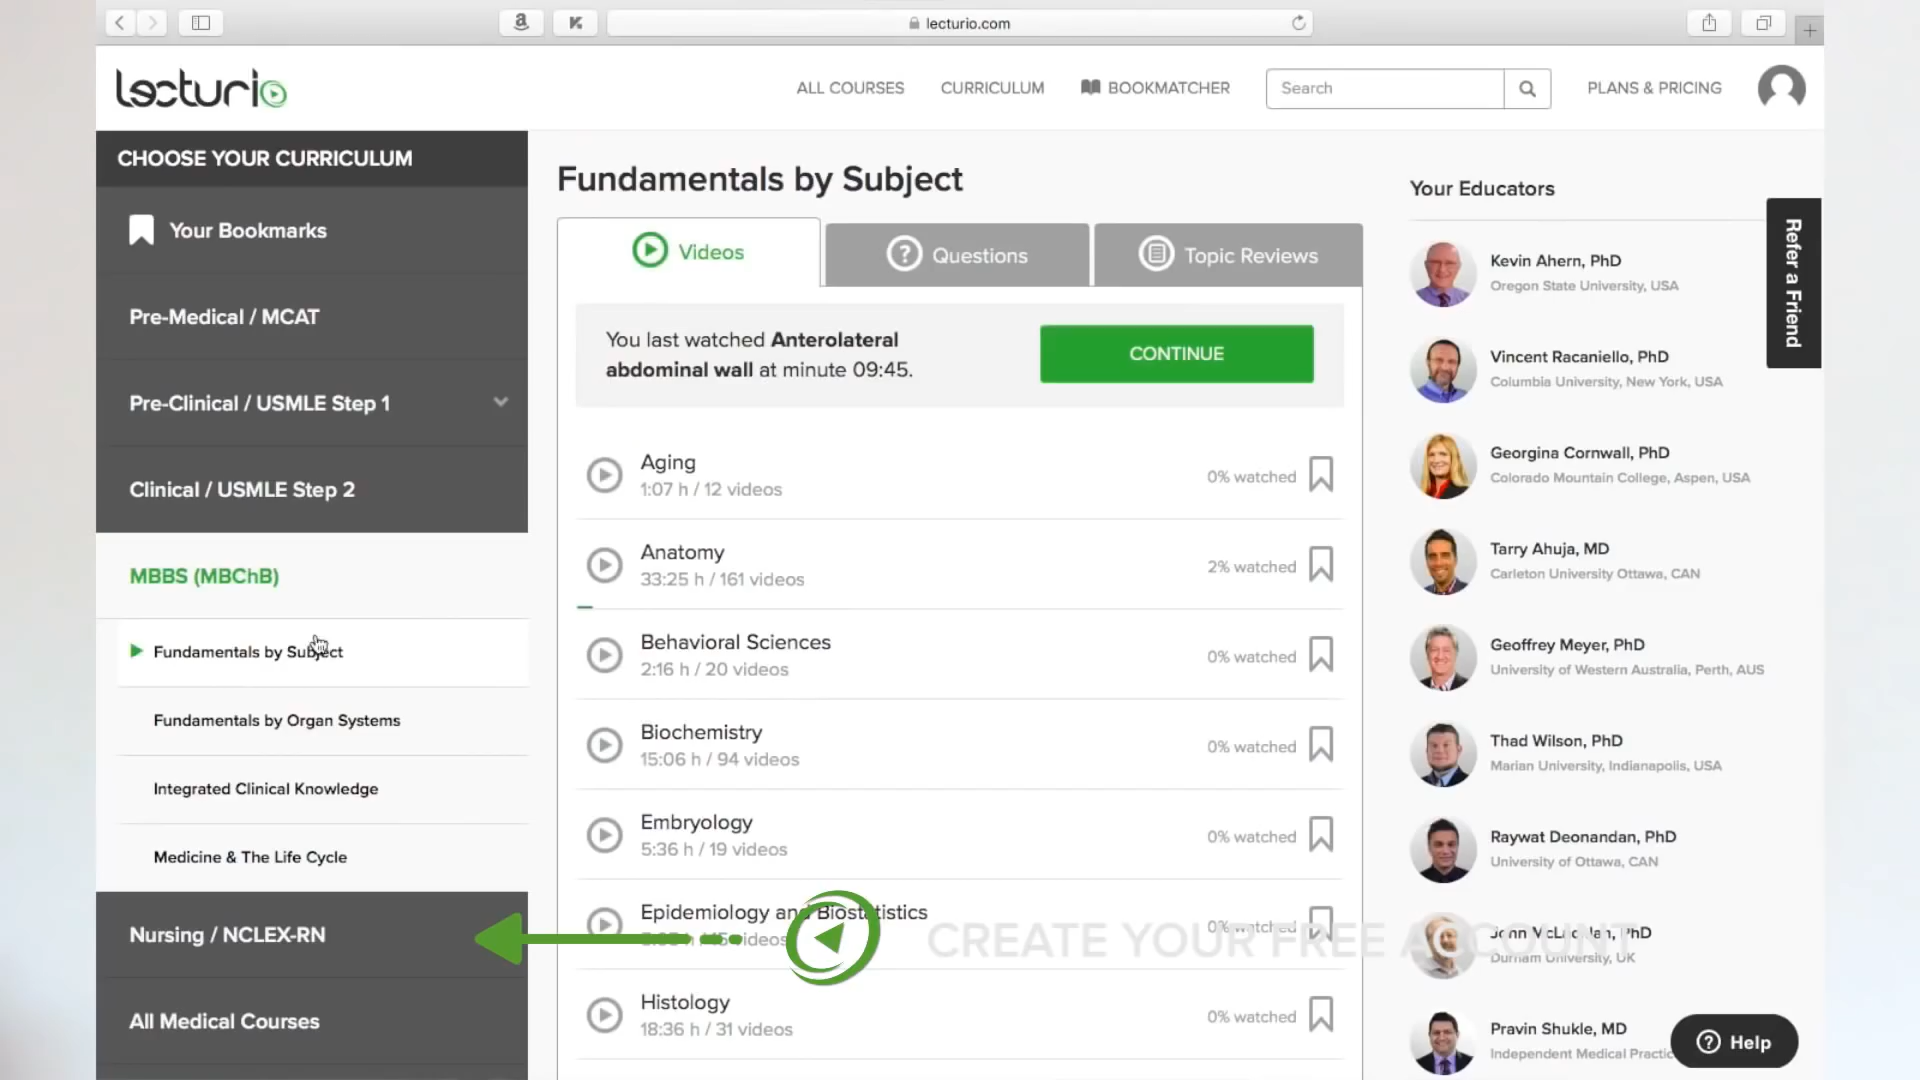 lecturio.com
lecturio
ALL COURSES
CURRICULUM
BOOKMATCHER
Search
PLANS & PRICING
CHOOSE YOUR CURRICULUM
Your Bookmarks
Pre-Medical / MCAT
Pre-Clinical / USMLE Step 1
Clinical / USMLE Step 2
MBBS (MBChB)
Fundamentals by Subject
Fundamentals by Organ Systems
Integrated Clinical Knowledge
Medicine & The Life Cycle
Nursing / NCLEX-RN
All Medical Courses
Fundamentals by Subject
Videos
Questions
Topic Reviews
You last watched Anterolateral
abdominal wall at minute 09:45.
CONTINUE
Aging
1:07 h / 12 videos
0% watched
Anatomy
33:25 h / 161 videos
2% watched
Behavioral Sciences
2:16 h / 20 videos
0% watched
Biochemistry
15:06 h / 94 videos
0% watched
Embryology
5:36 h / 19 videos
0% watched
Epidemiology and Biostatistics
videos
0% watched
CREATE YOUR FREE ACCOUNT
Histology
18:36 h / 31 videos
0% watched
Your Educators
Kevin Ahern, PhD
Oregon State University, USA
Vincent Racaniello, PhD
Columbia University, New York, USA
Georgina Cornwall, PhD
Colorado Mountain College, Aspen, USA
Tarry Ahuja, MD
Carleton University Ottawa, CAN
Geoffrey Meyer, PhD
University of Western Australia, Perth, AUS
Thad Wilson, PhD
Marian University, Indianapolis, USA
Raywat Deonandan, PhD
University of Ottawa, CAN
John McLachlan, PhD
Durham University, UK
Pravin Shukle, MD
Independent Medical
Refer a Friend
Help